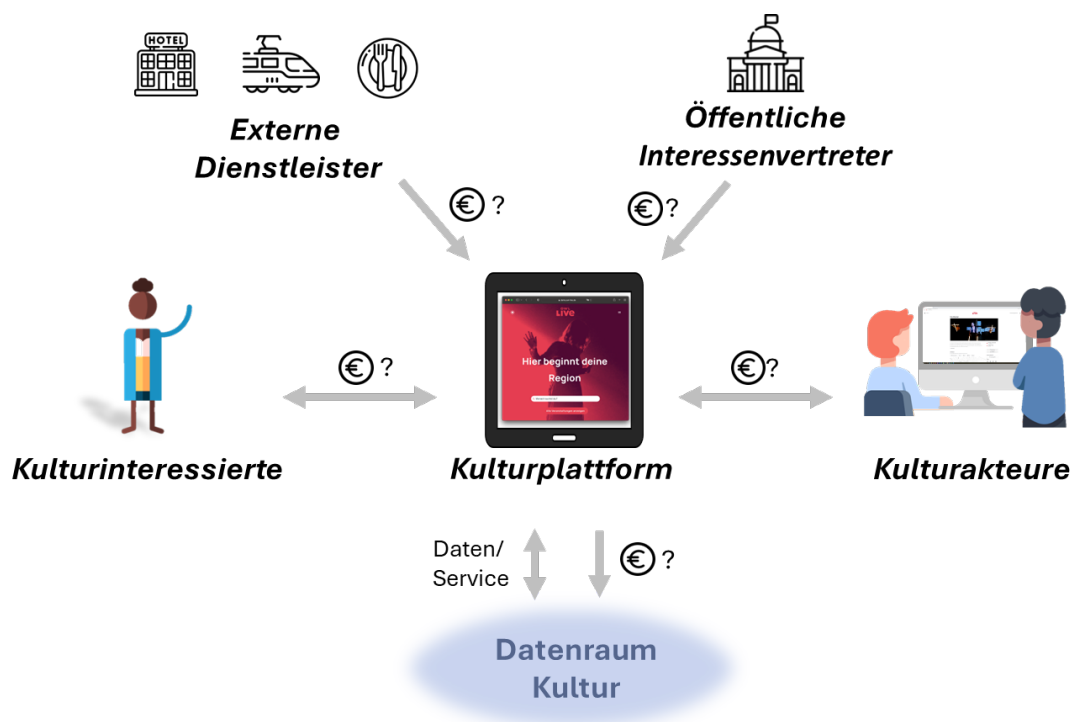 HOTEL
Externe
Dienstleister
Öffentliche
Interessenvertreter
€ ?
€ ?
LIVE
Hier beginnt deine
Region
€ ?
€ ?
Kulturinteressierte
Kulturplattform
Kulturakteure
Daten/
Service
€ ?
Datenraum
Kultur